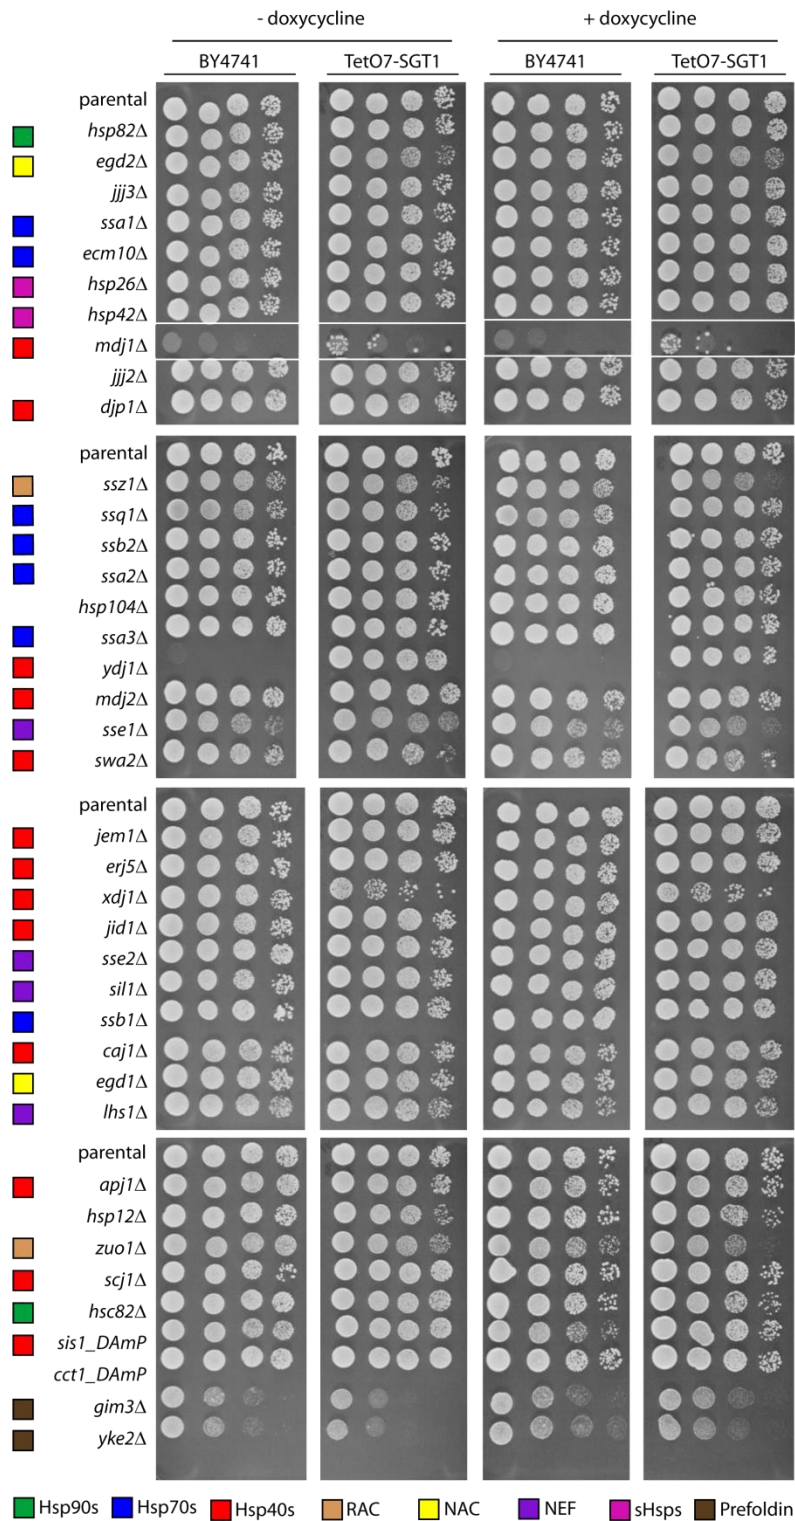 - doxycycline + doxycycline
BY4741 TetO7-SGT1 BY4741 TetO7-SGT1
parental
hsp82Δ
egd2Δ
jjj3Δ
ssa1Δ
ecm10Δ
hsp26Δ
hsp42Δ
mdj1Δ
jjj2Δ
djp1Δ
parental
ssz1Δ
ssq1Δ
ssb2Δ
ssa2Δ
hsp104Δ
ssa3Δ
ydj1Δ
mdj2Δ
sse1Δ
swa2Δ
parental
jem1Δ
erj5Δ
xdj1Δ
jid1Δ
sse2Δ
sil1Δ
ssb1Δ
caj1Δ
egd1Δ
lhs1Δ
parental
apj1Δ
hsp12Δ
zuo1Δ
scj1Δ
hsc82Δ
sis1_DAmP
cct1_DAmP
gim3Δ
yke2Δ
Hsp90s Hsp70s Hsp40s RAC NAC NEF sHsps Prefoldin